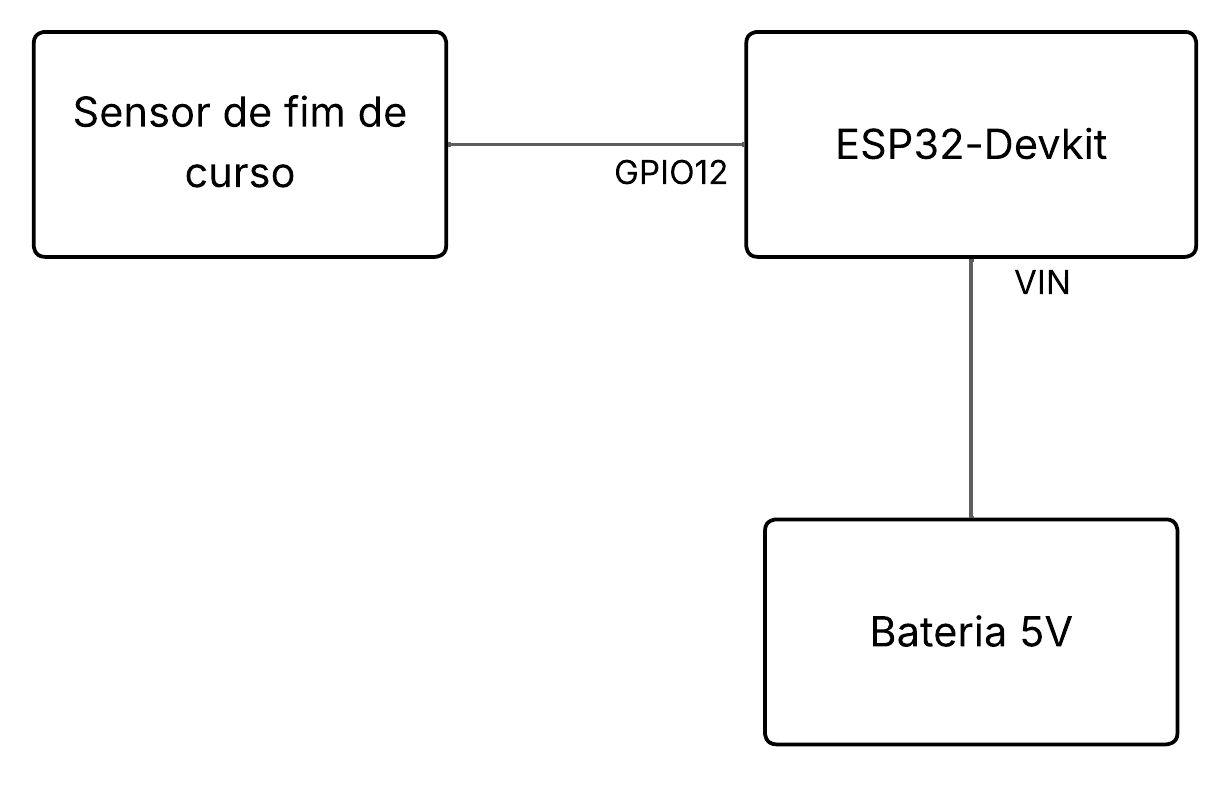 Sensor de fim de
curso
GPIO12
ESP32-Devkit
VIN
Bateria 5V